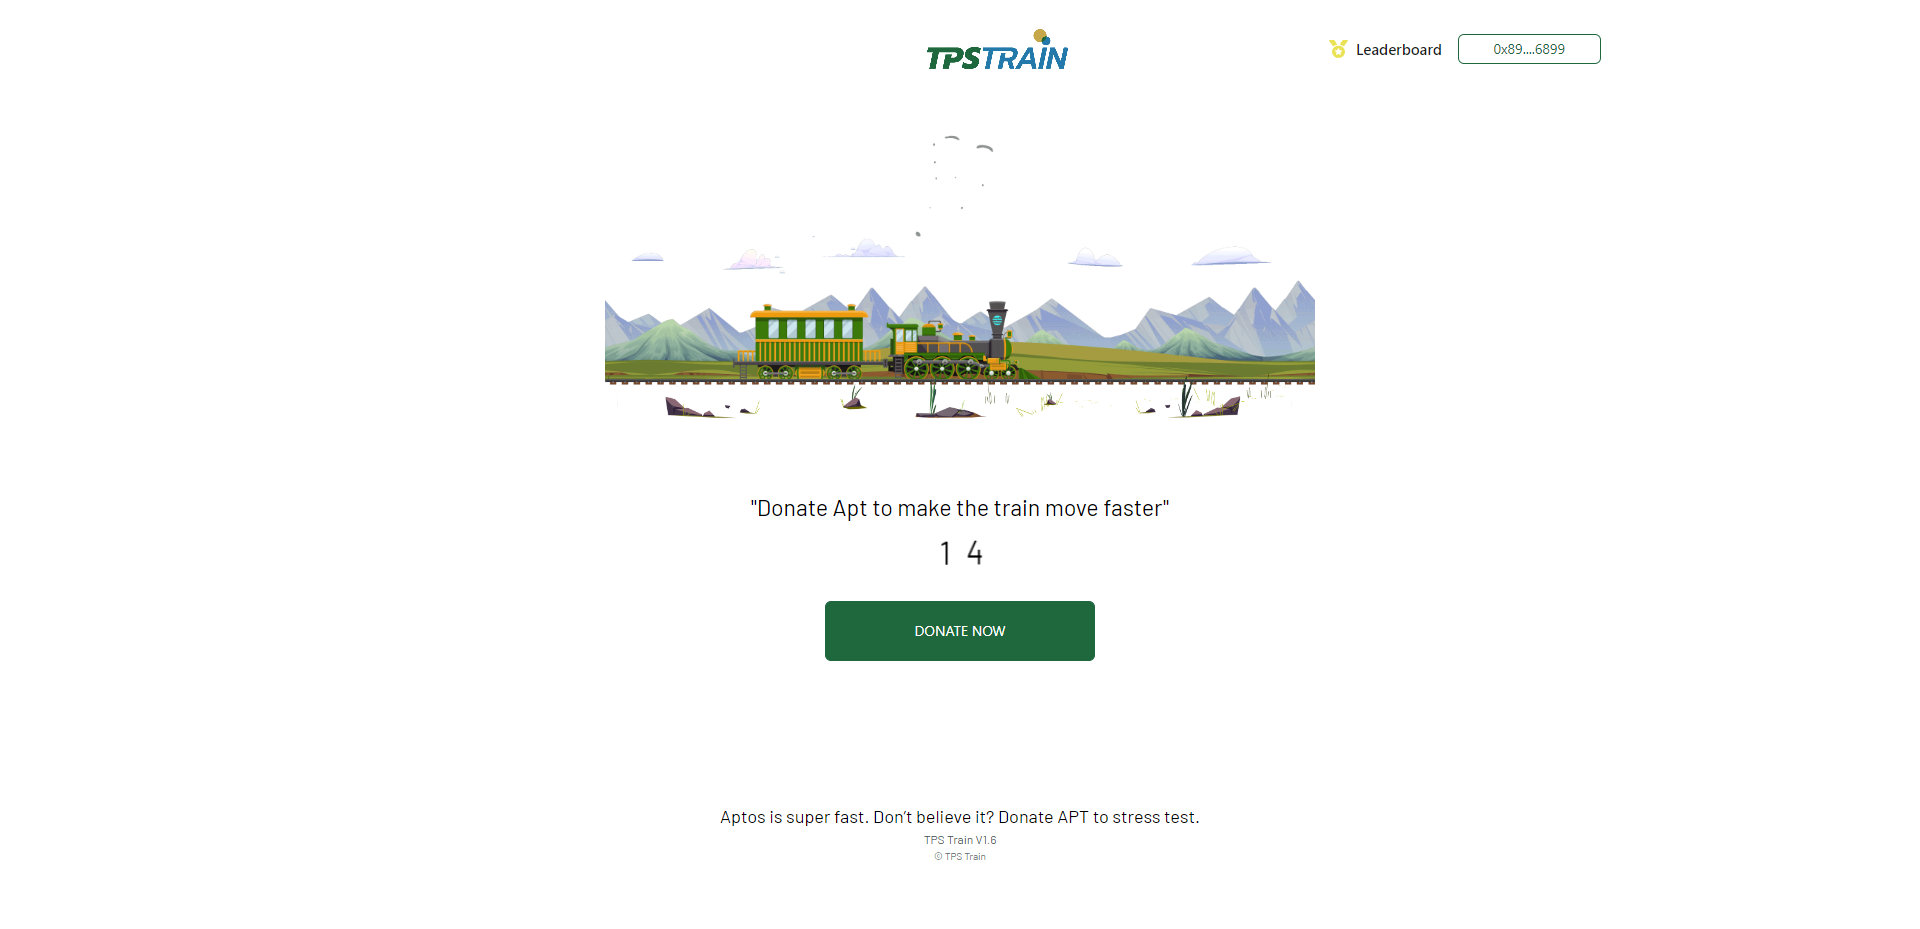 TPSTRAIN
Leaderboard
0x89....6899
"Donate Apt to make the train move faster"
1 4
DONATE NOW
Aptos is super fast. Don’t believe it? Donate APT to stress test.
TPS Train V1.6
© TPS Train